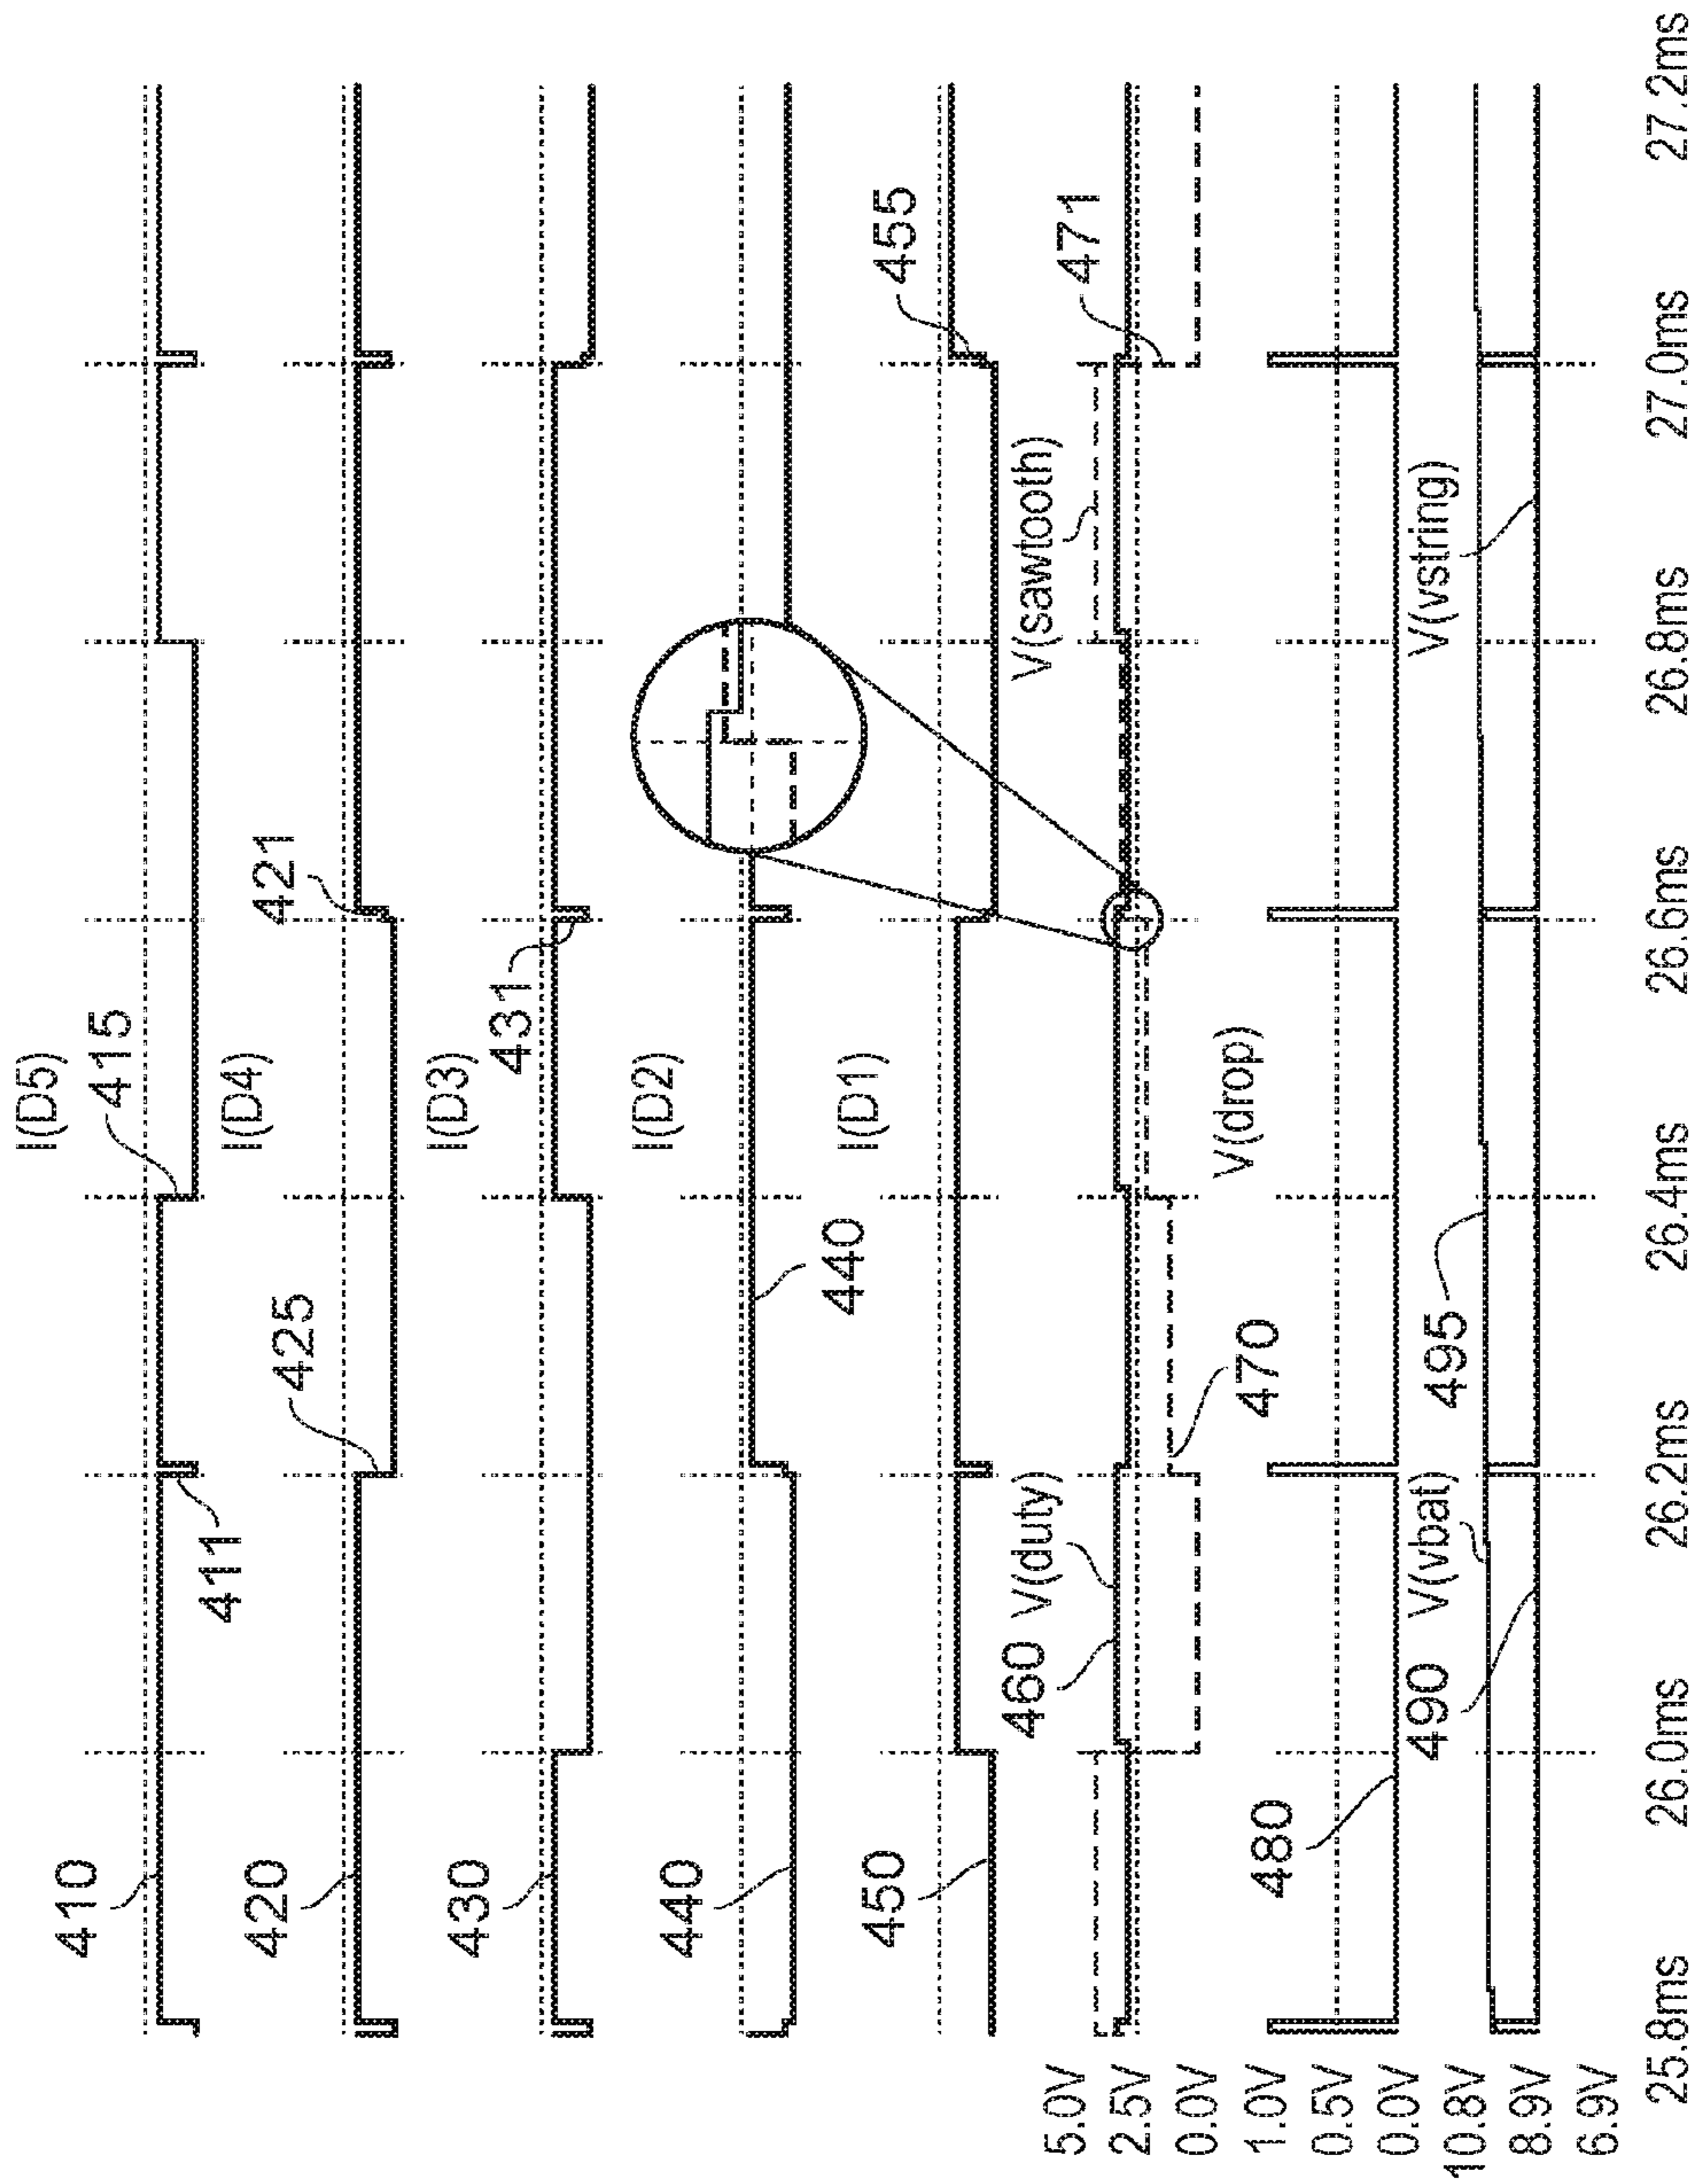 I(D5)
410
411
415
I(D4)
420
425
421
I(D3)
430
431
I(D2)
440
440
I(D1)
450
455
5.0V
2.5V
0.0V
460
V(duty)
V(sawtooth)
471
470
1.0V
0.5V
0.0V
480
V(drop)
10.8V
8.9V
6.9V
490
V(vbat)
495
V(vstring)
25.8ms
26.0ms
26.2ms
26.4ms
26.6ms
26.8ms
27.0ms
27.2ms